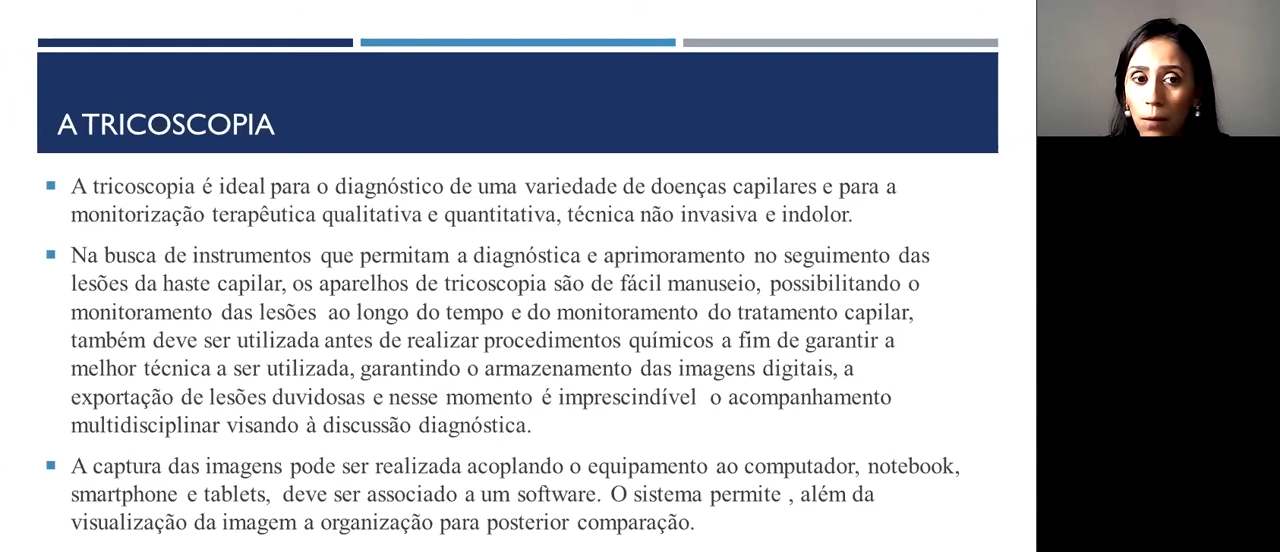 A TRICOSCOPIA
A tricoscopia é ideal para o diagnóstico de uma variedade de doenças capilares e para a
monitorização terapêutica qualitativa e quantitativa, técnica não invasiva e indolor.
Na busca de instrumentos que permitam a diagnóstica e aprimoramento no seguimento das
lesões da haste capilar, os aparelhos de tricoscopia são de fácil manuseio, possibilitando o
monitoramento das lesões ao longo do tempo e do monitoramento do tratamento capilar,
também deve ser utilizada antes de realizar procedimentos químicos a fim de garantir a
melhor técnica a ser utilizada, garantindo o armazenamento das imagens digitais, a
exportação de lesões duvidosas e nesse momento é imprescindível o acompanhamento
multidisciplinar visando à discussão diagnóstica.
A captura das imagens pode ser realizada acoplando o equipamento ao computador, notebook,
smartphone e tablets, deve ser associado a um software. O sistema permite , além da
visualização da imagem a organização para posterior comparação.